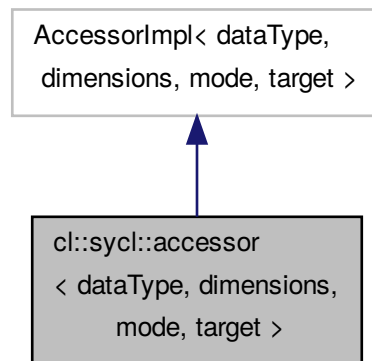 AccessorImpl< dataType,
dimensions, mode, target >
cl::sycl::accessor
< dataType, dimensions,
mode, target >